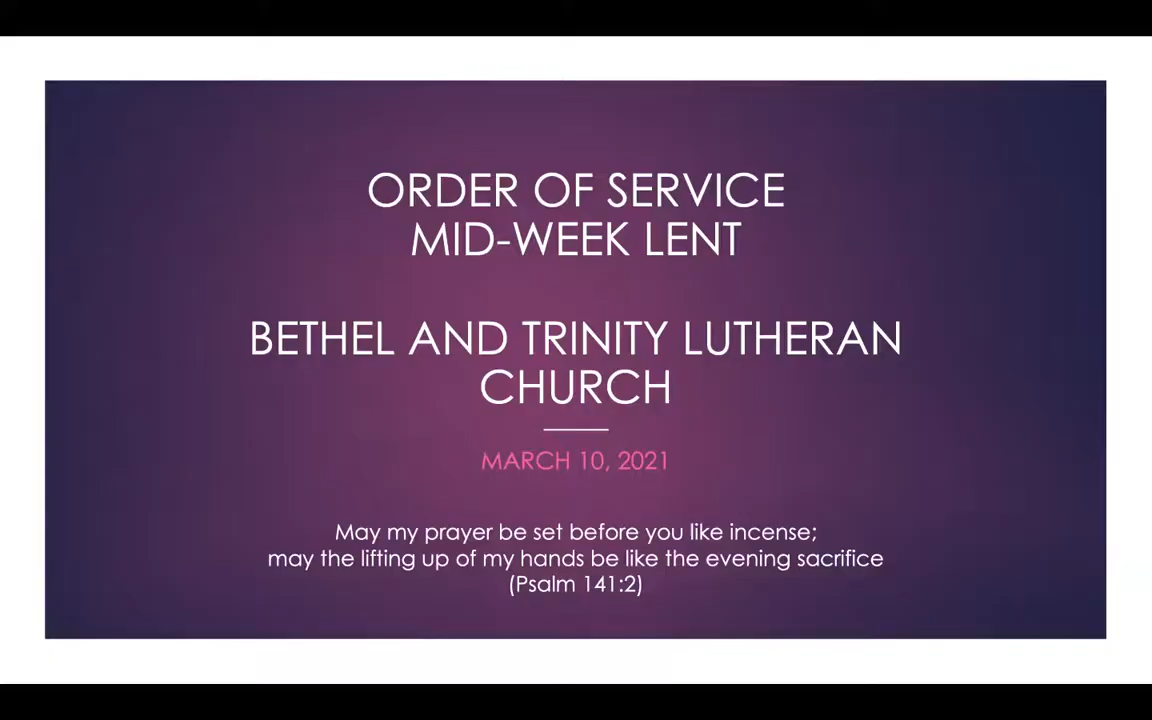 ORDER OF SERVICE
MID-WEEK LENT
BETHEL AND TRINITY LUTHERAN
CHURCH
MARCH 10, 2021
May my prayer be set before you like incense;
may the lifting up of my hands be like the evening sacrifice
(Psalm 141:2)